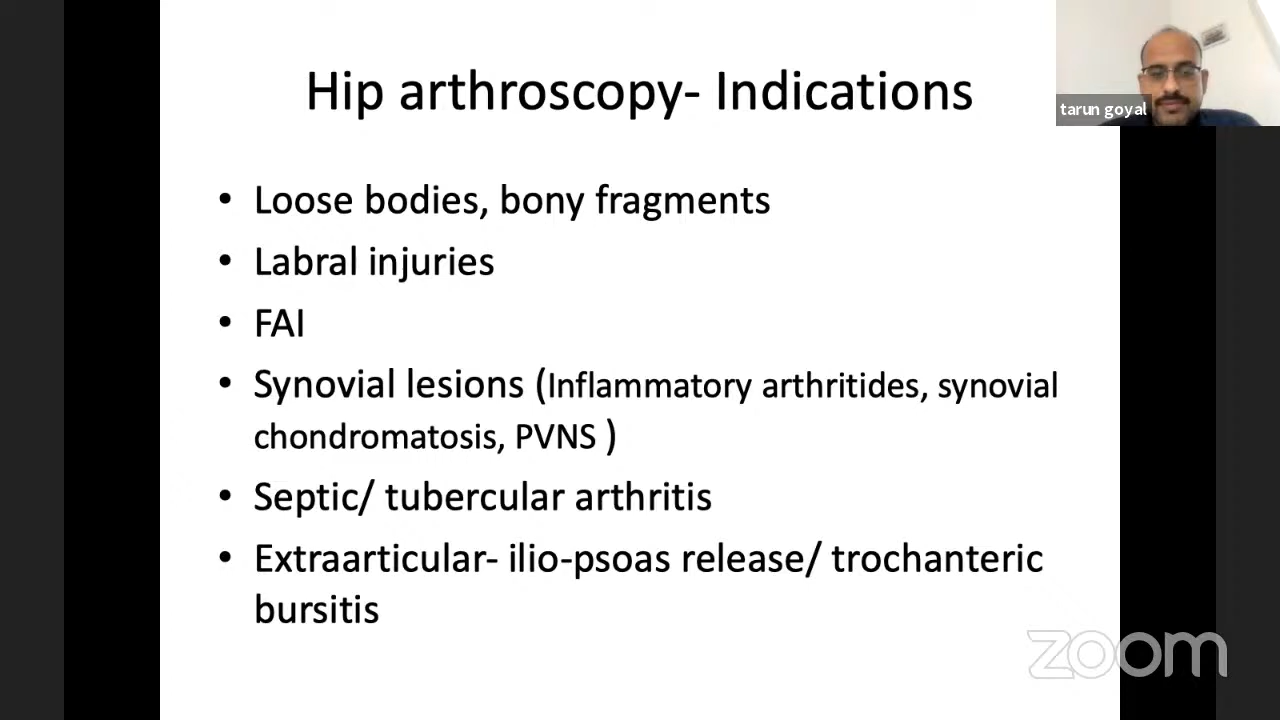 Hip arthroscopy- Indications
tarun goyal
• Loose bodies, bony fragments
• Labral injuries
• FAI
• Synovial lesions (Inflammatory arthritides, synovial
chondromatosis, PVNS )
• Septic/ tubercular arthritis
• Extraarticular- ilio-psoas release/ trochanteric
bursitis
zoom